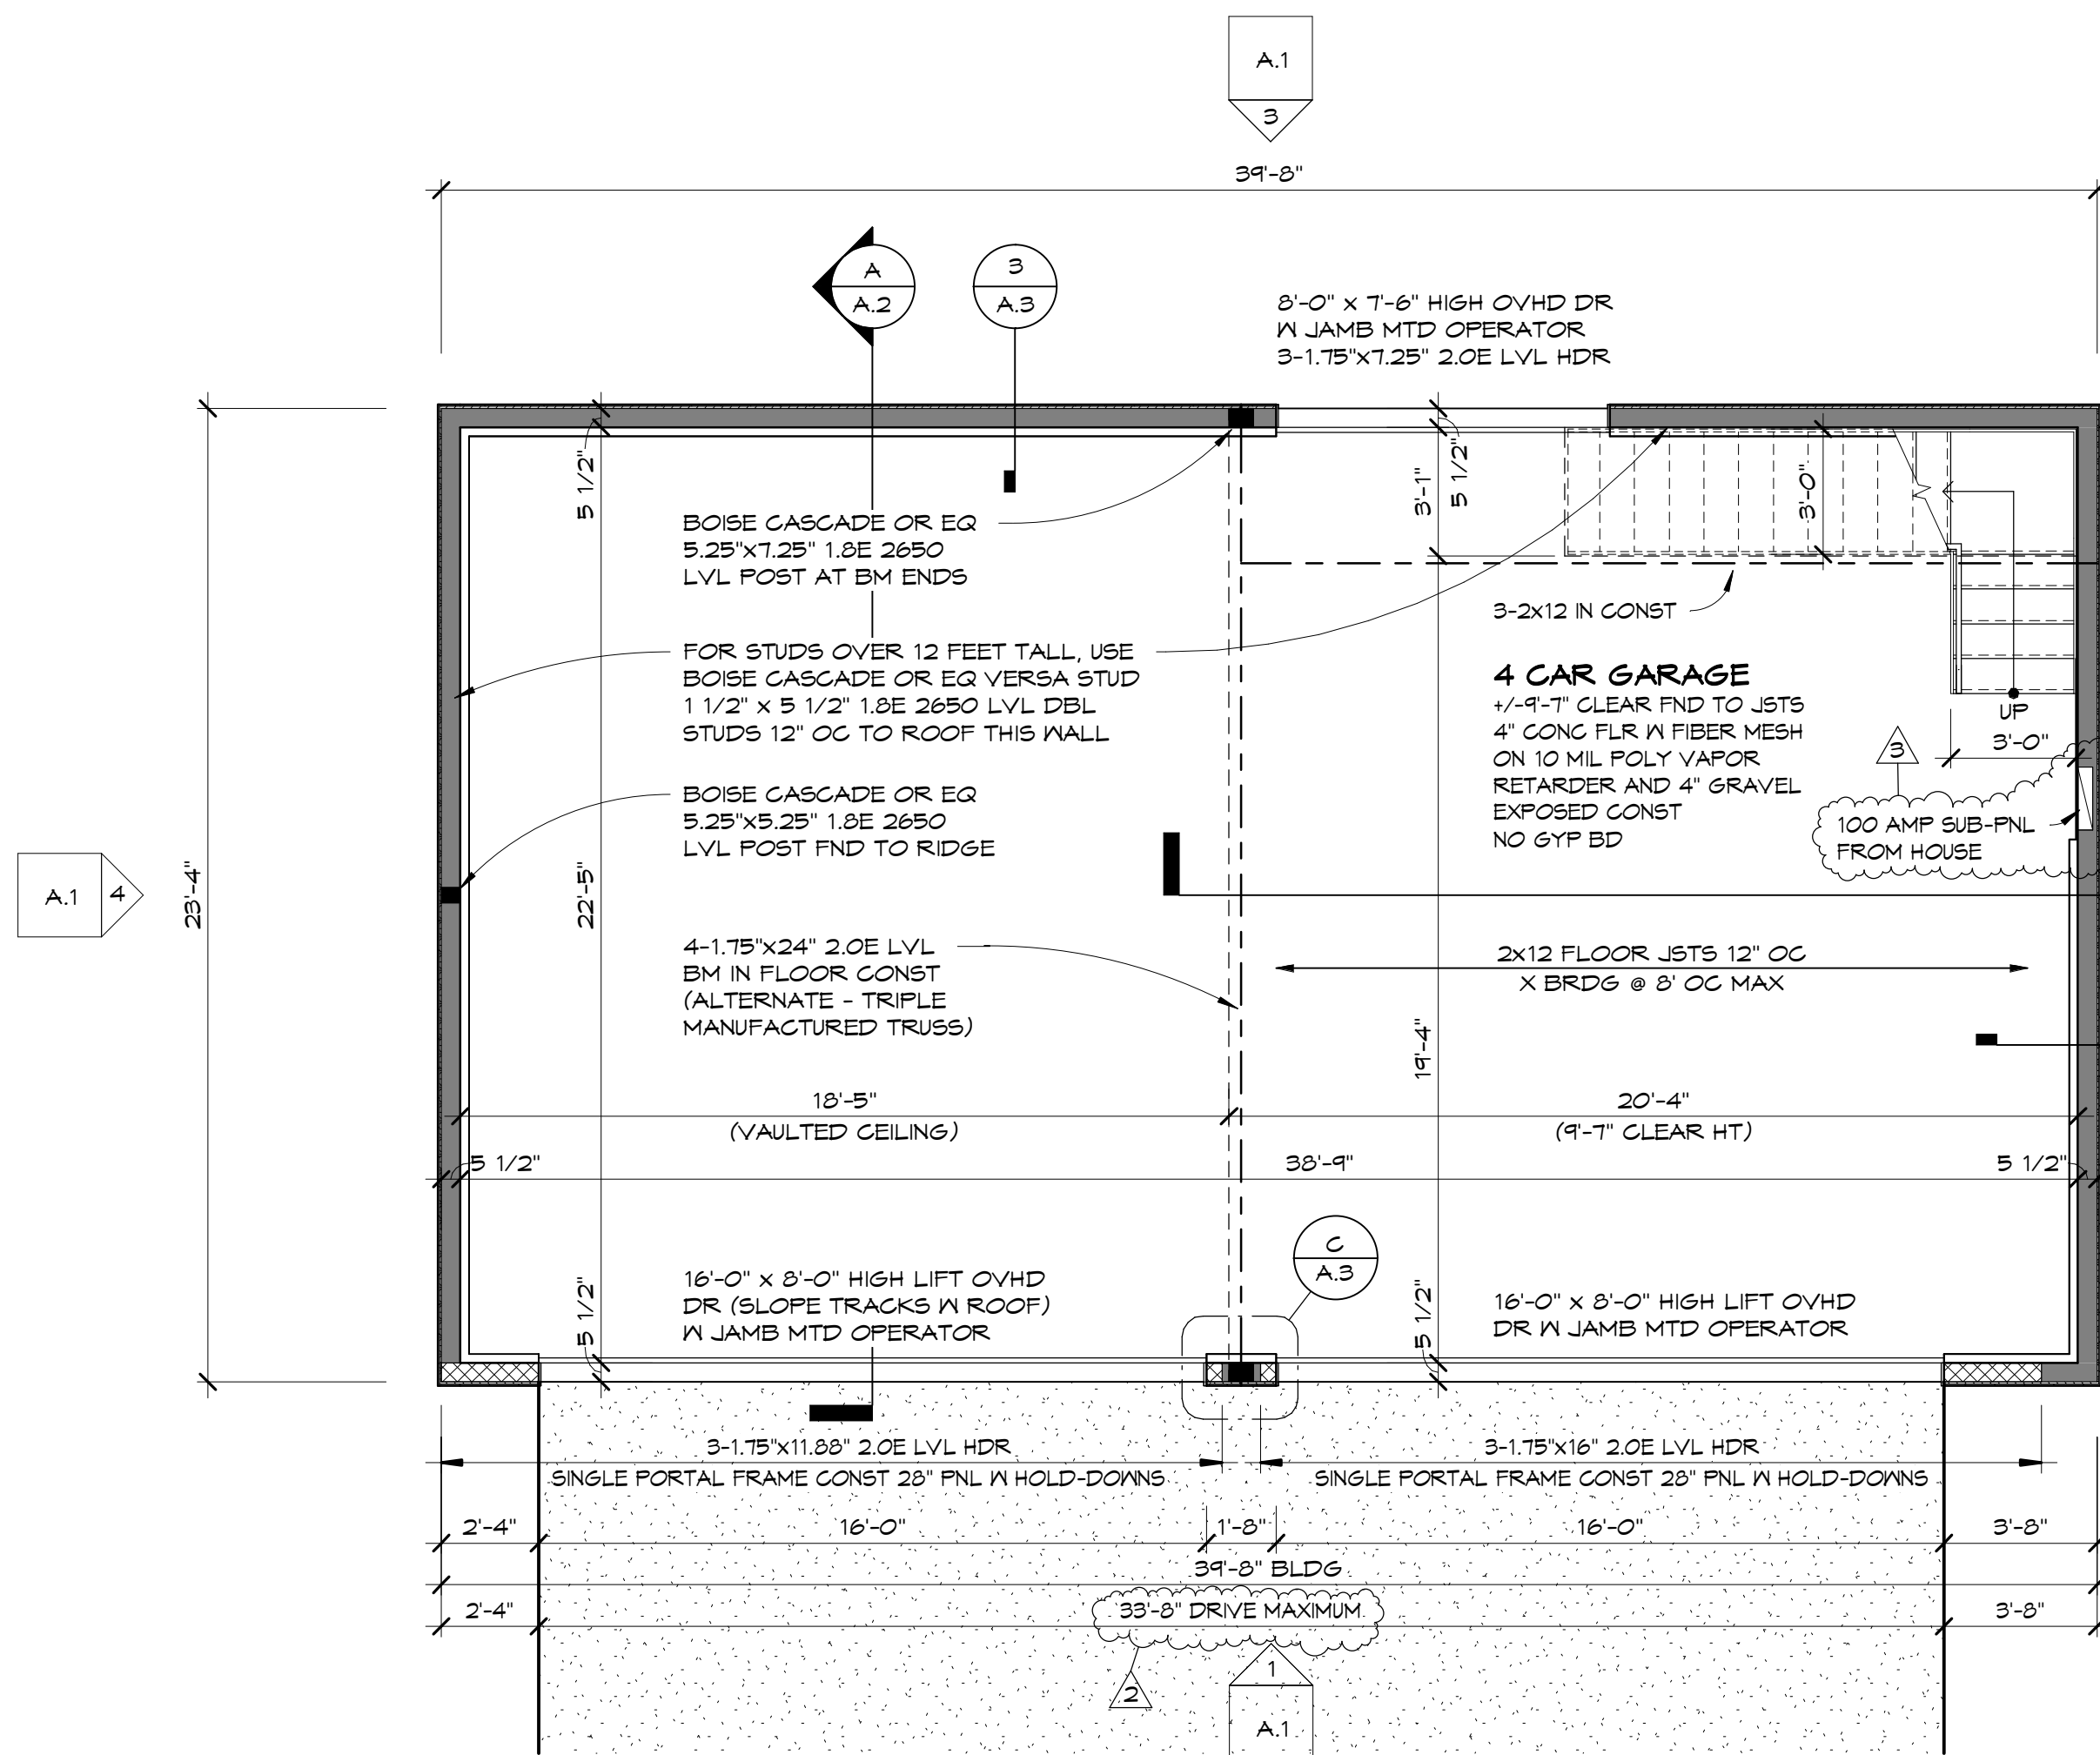 A.1
3
39'-8"
A
A.2
3
A.3
8'-0" x 7'-6" HIGH OVHD DR
W JAMB MTD OPERATOR
3-1.75"x7.25" 2.0E LVL HDR
5 1/2"
3'-1"
5 1/2"
3'-0"
BOISE CASCADE OR EQ
5.25"x7.25" 1.8E 2650
LVL POST AT BM ENDS
3-2x12 IN CONST
FOR STUDS OVER 12 FEET TALL, USE
BOISE CASCADE OR EQ VERSA STUD
1 1/2" x 5 1/2" 1.8E 2650 LVL DBL
STUDS 12" OC TO ROOF THIS WALL
4 CAR GARAGE
+/-9'-7" CLEAR FND TO JSTS
4" CONC FLR W FIBER MESH
ON 10 MIL POLY VAPOR
RETARDER AND 4" GRAVEL
EXPOSED CONST
NO GYP BD
UP
3'-0"
3
100 AMP SUB-PNL
FROM HOUSE
BOISE CASCADE OR EQ
5.25"x5.25" 1.8E 2650
LVL POST FND TO RIDGE
A.1
4
23'-4"
22'-5"
4-1.75"x24" 2.0E LVL
BM IN FLOOR CONST
(ALTERNATE - TRIPLE
MANUFACTURED TRUSS)
2x12 FLOOR JSTS 12" OC
X BRDG @ 8' OC MAX
19'-4"
18'-5"
(VAULTED CEILING)
20'-4"
(9'-7" CLEAR HT)
5 1/2"
38'-9"
5 1/2"
C
A.3
5 1/2"
16'-0" x 8'-0" HIGH LIFT OVHD
DR (SLOPE TRACKS W ROOF)
W JAMB MTD OPERATOR
5 1/2"
16'-0" x 8'-0" HIGH LIFT OVHD
DR W JAMB MTD OPERATOR
3-1.75"x11.88" 2.0E LVL HDR
SINGLE PORTAL FRAME CONST 28" PNL W HOLD-DOWNS
3-1.75"x16" 2.0E LVL HDR
SINGLE PORTAL FRAME CONST 28" PNL W HOLD-DOWNS
2'-4"
16'-0"
1'-8"
16'-0"
3'-8"
39'-8" BLDG
2'-4"
33'-8" DRIVE MAXIMUM
3'-8"
2
1
A.1